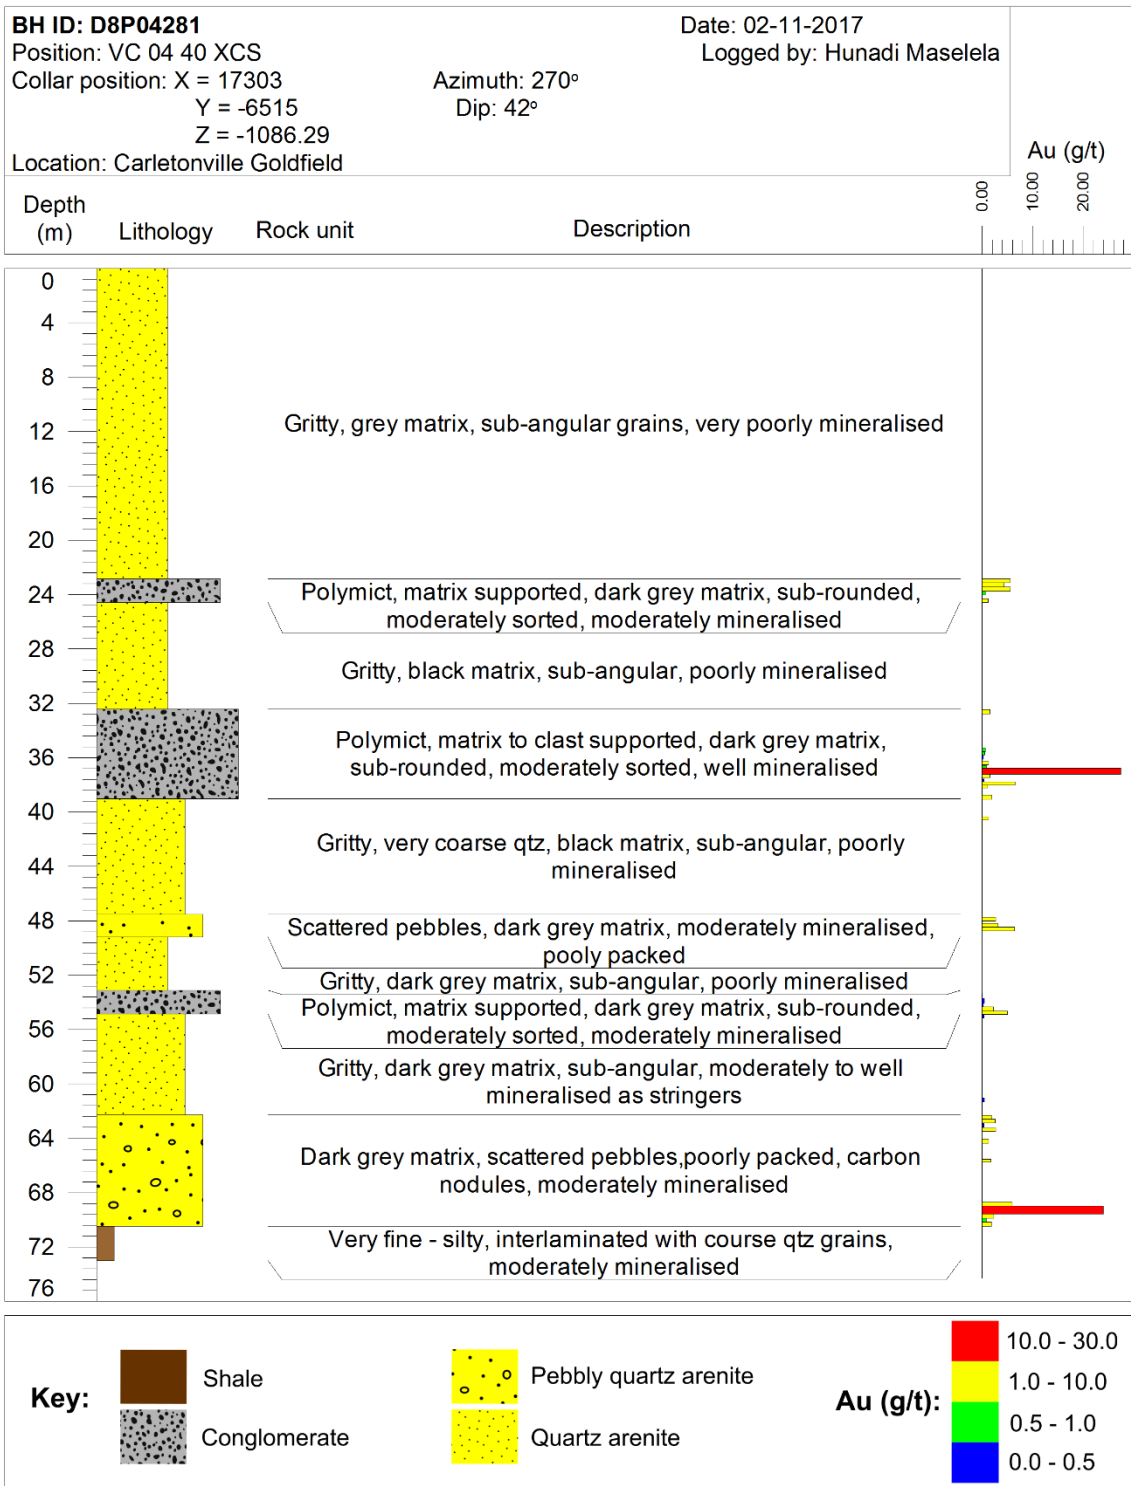 BH ID: D8P04281
Date: 02-11-2017
Position: VC 04 40 XCS
Logged by: Hunadi Maselela
Collar position: X = 17303
Azimuth: 270º
Y = -6515
Dip: 42º
Z = -1086.29
Location: Carletonville Goldfield
Au (g/t)
0.00
10.00
20.00
Depth
(m)
Lithology
Rock unit
Description
0
4
8
12
Gritty, grey matrix, sub-angular grains, very poorly mineralised
16
20
24
Polymict, matrix supported, dark grey matrix, sub-rounded,
moderately sorted, moderately mineralised
28
Gritty, black matrix, sub-angular, poorly mineralised
32
36
Polymict, matrix to clast supported, dark grey matrix,
sub-rounded, moderately sorted, well mineralised
40
44
Gritty, very coarse qtz, black matrix, sub-angular, poorly
mineralised
48
Scattered pebbles, dark grey matrix, moderately mineralised,
pooly packed
52
Gritty, dark grey matrix, sub-angular, poorly mineralised
56
Polymict, matrix supported, dark grey matrix, sub-rounded,
moderately sorted, moderately mineralised
60
Gritty, dark grey matrix, sub-angular, moderately to well
mineralised as stringers
64
68
Dark grey matrix, scattered pebbles,poorly packed, carbon
nodules, moderately mineralised
72
Very fine - silty, interlaminated with course qtz grains,
moderately mineralised
76
Key:
Shale
Conglomerate
Pebbly quartz arenite
Quartz arenite
Au (g/t):
10.0 - 30.0
1.0 - 10.0
0.5 - 1.0
0.0 - 0.5